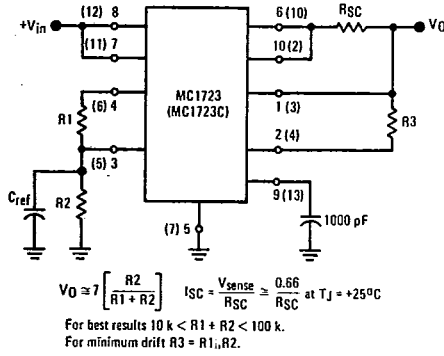 +Vin
(12) 8
(11) 7
(6) 4
(5) 3
R1
R2
Cref
MC1723
(MC1723C)
(7) 5
6 (10)
10 (2)
1 (3)
2 (4)
9 (13)
RSC
VO
R3
1000 pF
VO ≅ 7 [ R2 / R1 + R2 ] ISC = Vsense / RSC ≅ 0.66 / RSC at TJ = +25°C
For best results 10 k < R1 + R2 < 100 k.
For minimum drift R3 = R1||R2.